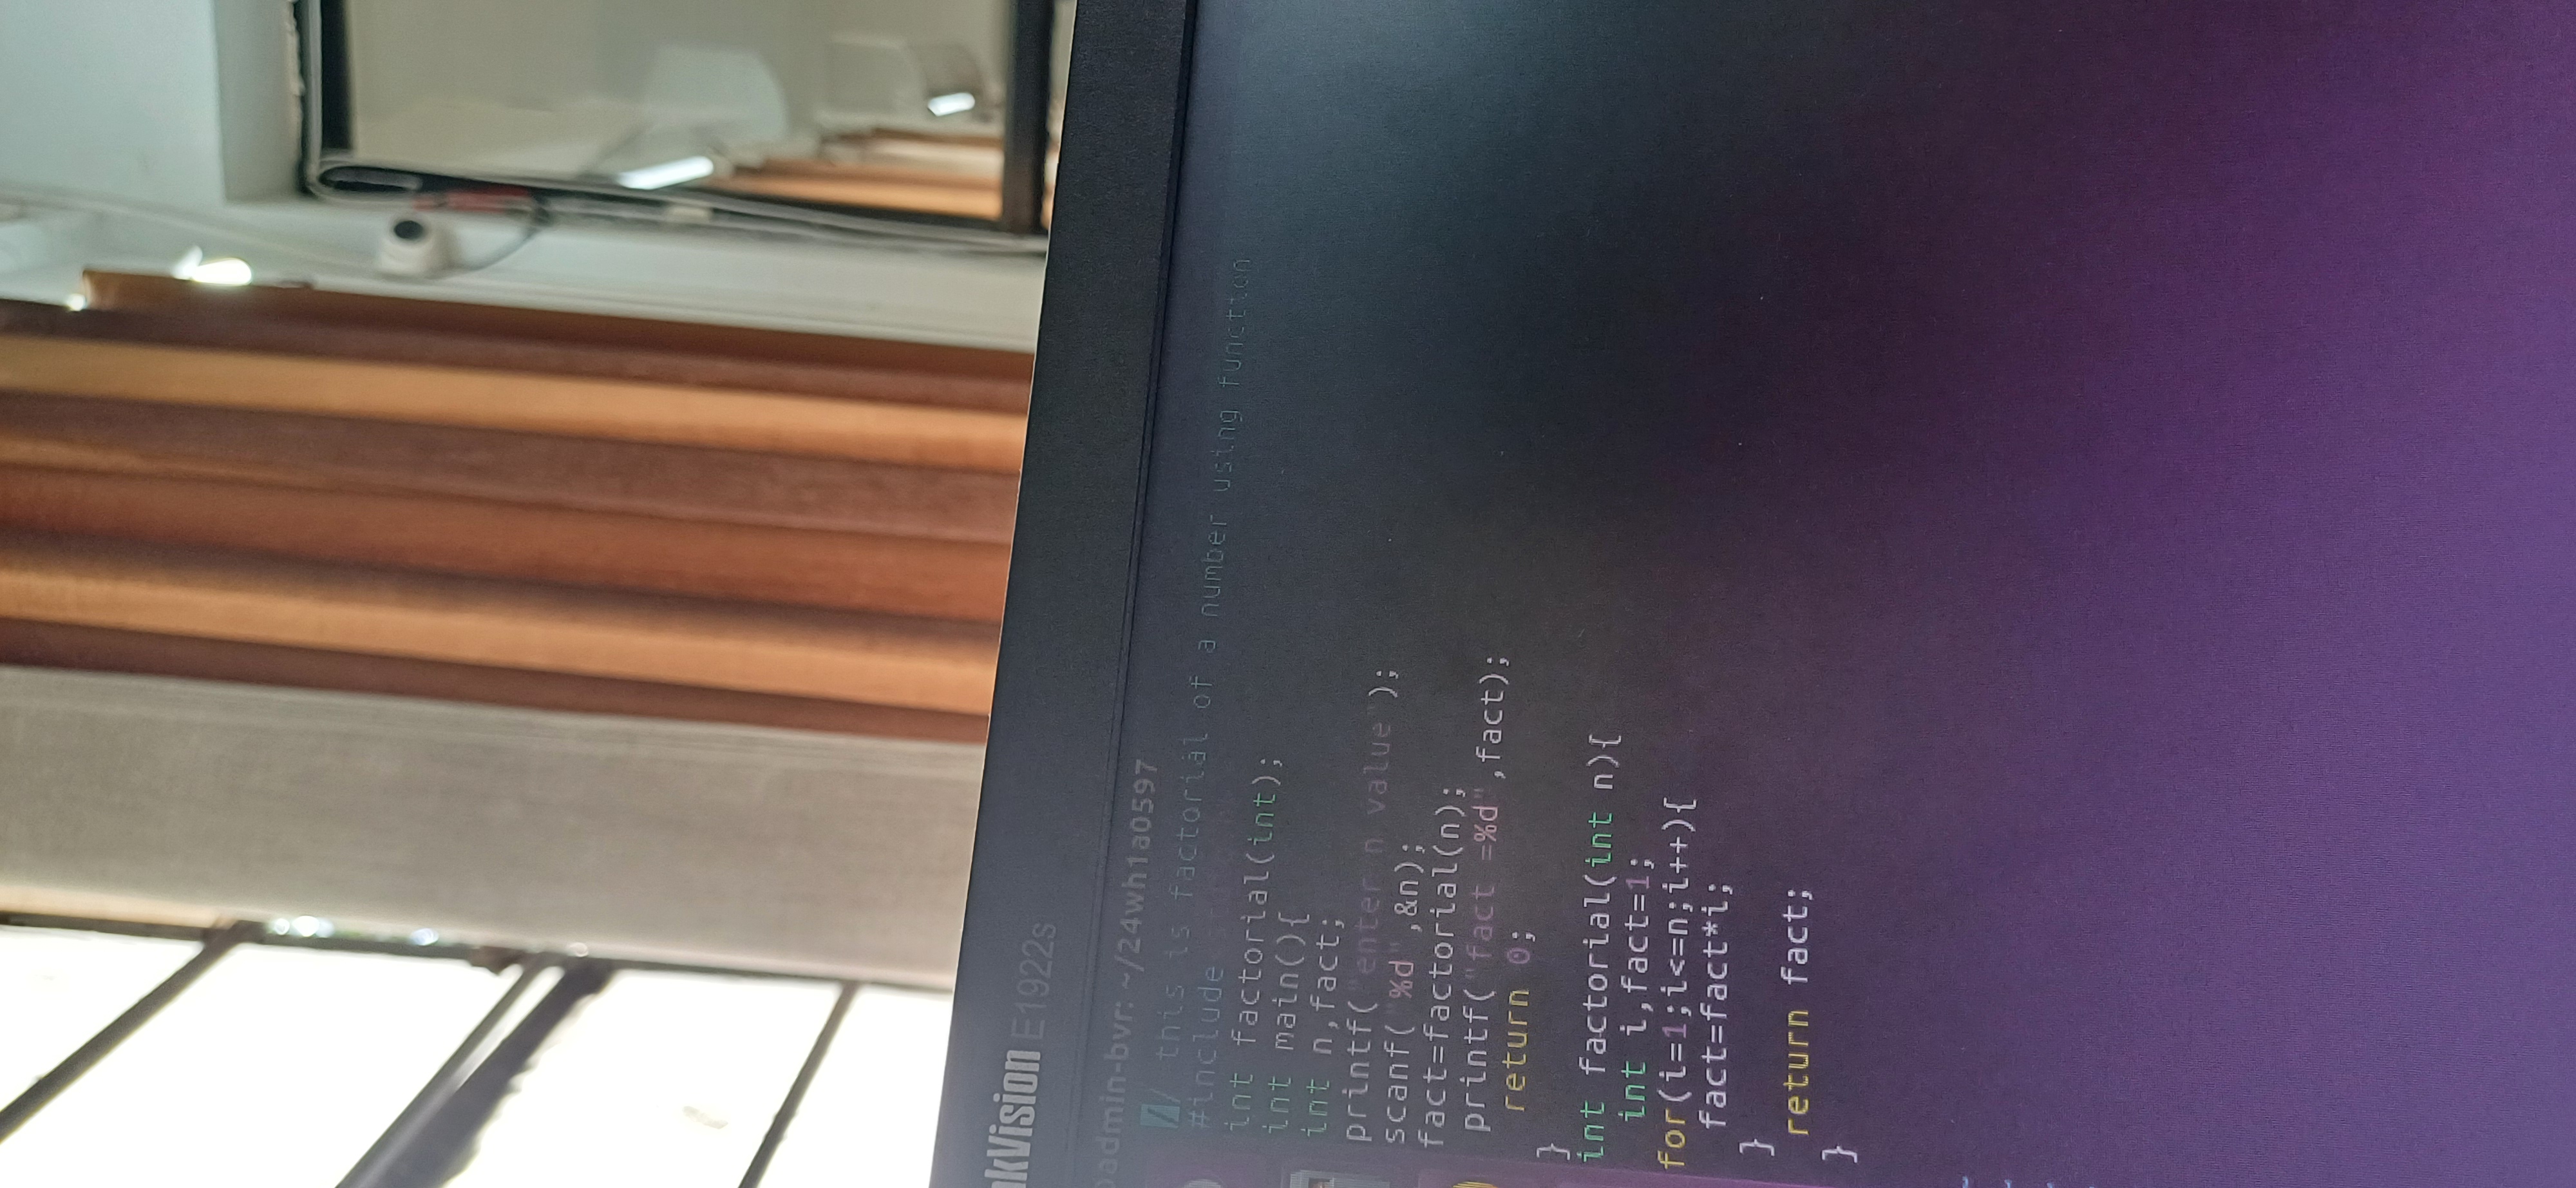 kVision E1922s
admin-bvr: ~/24wh1a0597
// this is factorial of a number using function
#include
int factorial(int);
int main(){
int n,fact;
printf("enter n value");
scanf("%d",&n);
fact=factorial(n);
printf("fact =%d",fact);
return 0;
}
int factorial(int n){
int i,fact=1;
for(i=1;i<=n;i++){
fact=fact*i;
}
return fact;
}